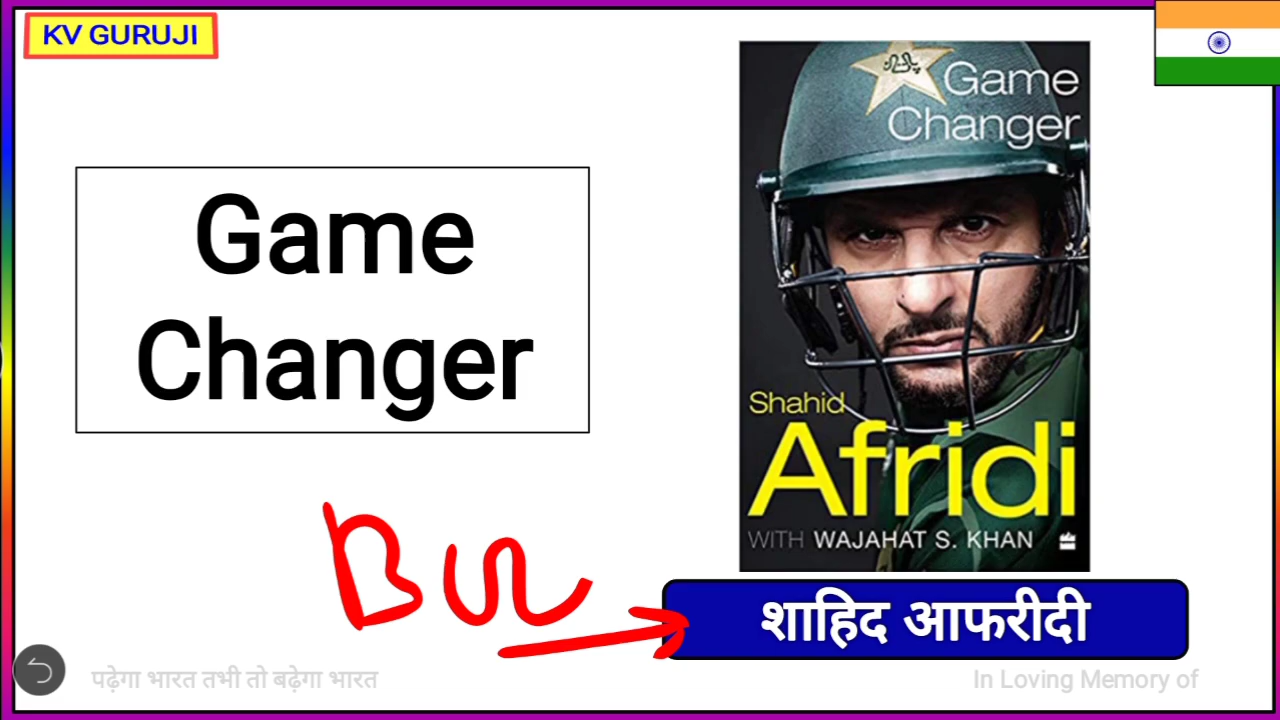 KV GURUJI
Game
Changer
Game
Changer
Shahid
Afridi
WITH WAJAHAT S. KHAN
शाहिद आफरीदी
पढ़ेगा भारत तभी तो बढ़ेगा भारत
In Loving Memory of